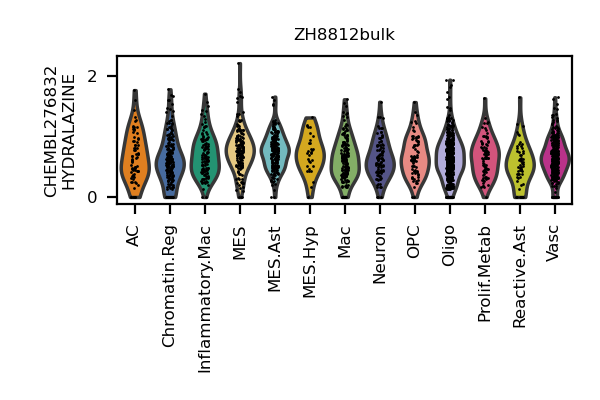 ZH8812bulk
CHEMBL276832
HYDRALAZINE
2
0
AC
Chromatin.Reg
Inflammatory.Mac
MES
MES.Ast
MES.Hyp
Mac
Neuron
OPC
Oligo
Prolif.Metab
Reactive.Ast
Vasc